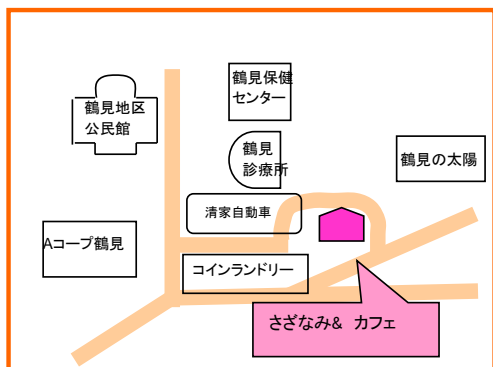 鶴見保健
センター
鶴見地区
公民館
鶴見
診療所
鶴見の太陽
清家自動車
Aコープ鶴見
コインランドリー
さざなみ& カフェ